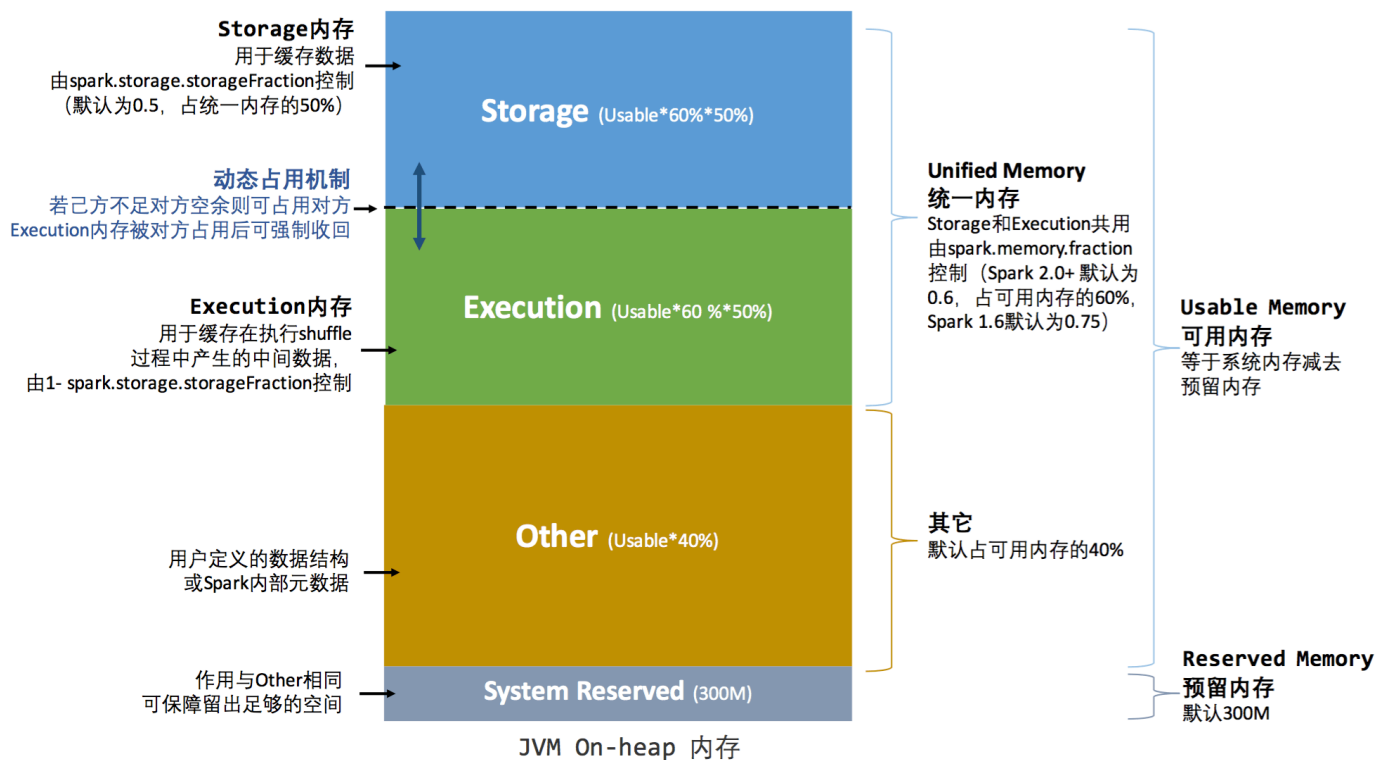 Storage内存
用于缓存数据
由spark.storage.storageFraction控制
（默认为0.5，占统一内存的50%）
动态占用机制
若己方不足对方空余则可占用对方
Execution内存被对方占用后可强制收回
Execution内存
用于缓存在执行shuffle
过程中产生的中间数据，
由1- spark.storage.storageFraction控制
用户定义的数据结构
或Spark内部元数据
作用与Other相同
可保障留出足够的空间
Storage (Usable*60%*50%)
Execution (Usable*60 %*50%)
Other (Usable*40%)
System Reserved (300M)
JVM On-heap 内存
Unified Memory
统一内存
Storage和Execution共用
由spark.memory.fraction
控制（Spark 2.0+ 默认为
0.6，占可用内存的60%，
Spark 1.6默认为0.75）
其它
默认占可用内存的40%
Usable Memory
可用内存
等于系统内存减去
预留内存
Reserved Memory
预留内存
默认300M